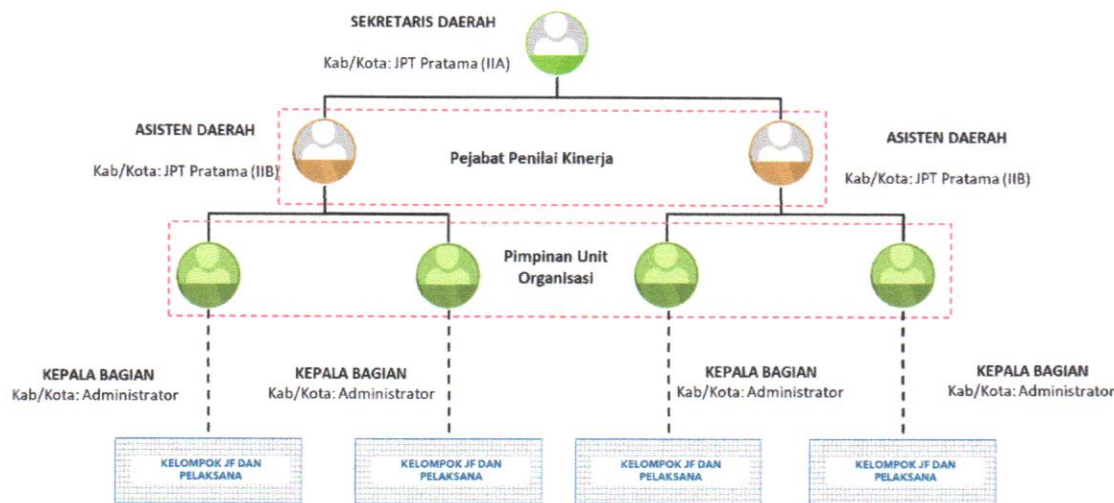 SEKRETARIS DAERAH
Kab/Kota: JPT Pratama (IIA)
ASISTEN DAERAH
Kab/Kota: JPT Pratama (IIB)
Pejabat Penilai Kinerja
ASISTEN DAERAH
Kab/Kota: JPT Pratama (IIB)
Pimpinan Unit
Organisasi
KEPALA BAGIAN
Kab/Kota: Administrator
KEPALA BAGIAN
Kab/Kota: Administrator
KEPALA BAGIAN
Kab/Kota: Administrator
KEPALA BAGIAN
Kab/Kota: Administrator
KELOMPOK JF DAN
PELAKSANA
KELOMPOK JF DAN
PELAKSANA
KELOMPOK JF DAN
PELAKSANA
KELOMPOK JF DAN
PELAKSANA